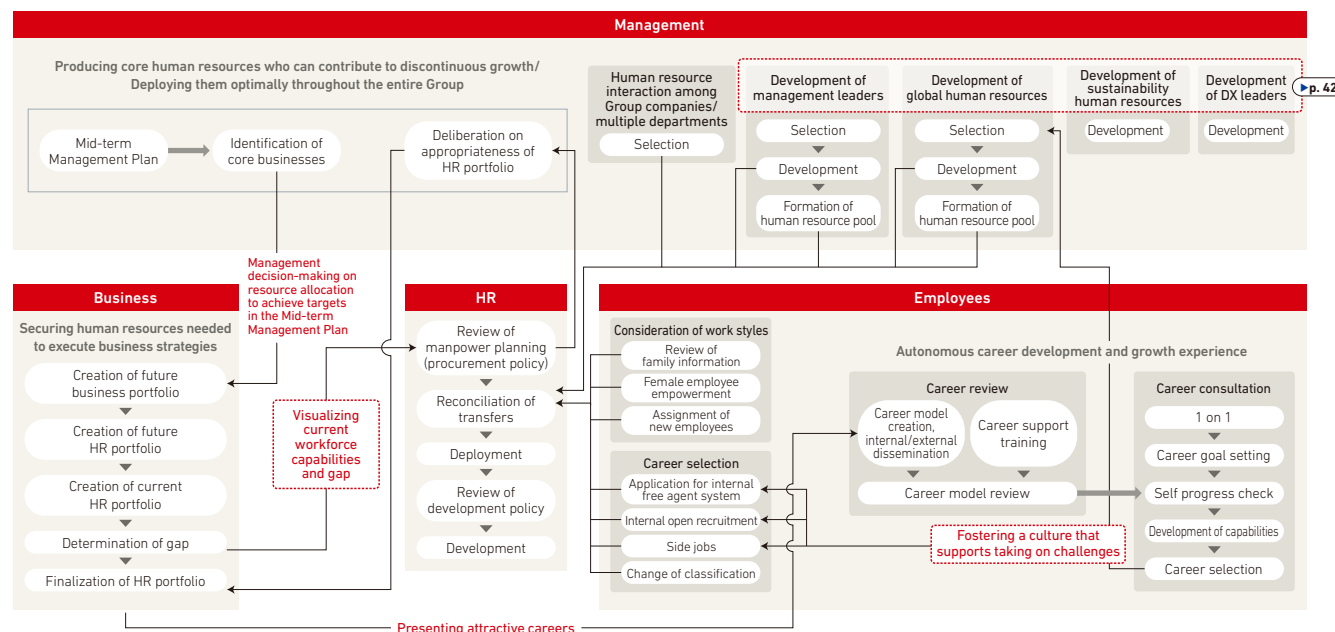 Management
Producing core human resources who can contribute to discontinuous growth/
Deploying them optimally throughout the entire Group
Mid-term
Management Plan
Identification of
core businesses
Deliberation on
appropriateness of
HR portfolio
Human resource
interaction among
Group companies/
multiple departments
Selection
Development of
management leaders
Selection
Development
Formation of
human resource pool
Development of
global human resources
Selection
Development
Formation of
human resource pool
Development of
sustainability
human resources
Development
Development
of DX leaders
Development
p. 42
Management
decision-making on
resource allocation
to achieve targets
in the Mid-term
Management Plan
Business
Securing human resources needed
to execute business strategies
Creation of future
business portfolio
Creation of future
HR portfolio
Creation of current
HR portfolio
Determination of gap
Finalization of HR portfolio
Visualizing
current
workforce
capabilities
and gap
HR
Review of
manpower planning
(procurement policy)
Reconciliation of
transfers
Deployment
Review of
development policy
Development
Employees
Consideration of work styles
Review of
family information
Female employee
empowerment
Assignment of
new employees
Career selection
Application for internal
free agent system
Internal open recruitment
Side jobs
Change of classification
Autonomous career development and growth experience
Career review
Career model
creation,
internal/external
dissemination
Career support
training
Career model review
Career consultation
1 on 1
Career goal setting
Self progress check
Development of capabilities
Career selection
Fostering a culture that
supports taking on challenges
Presenting attractive careers